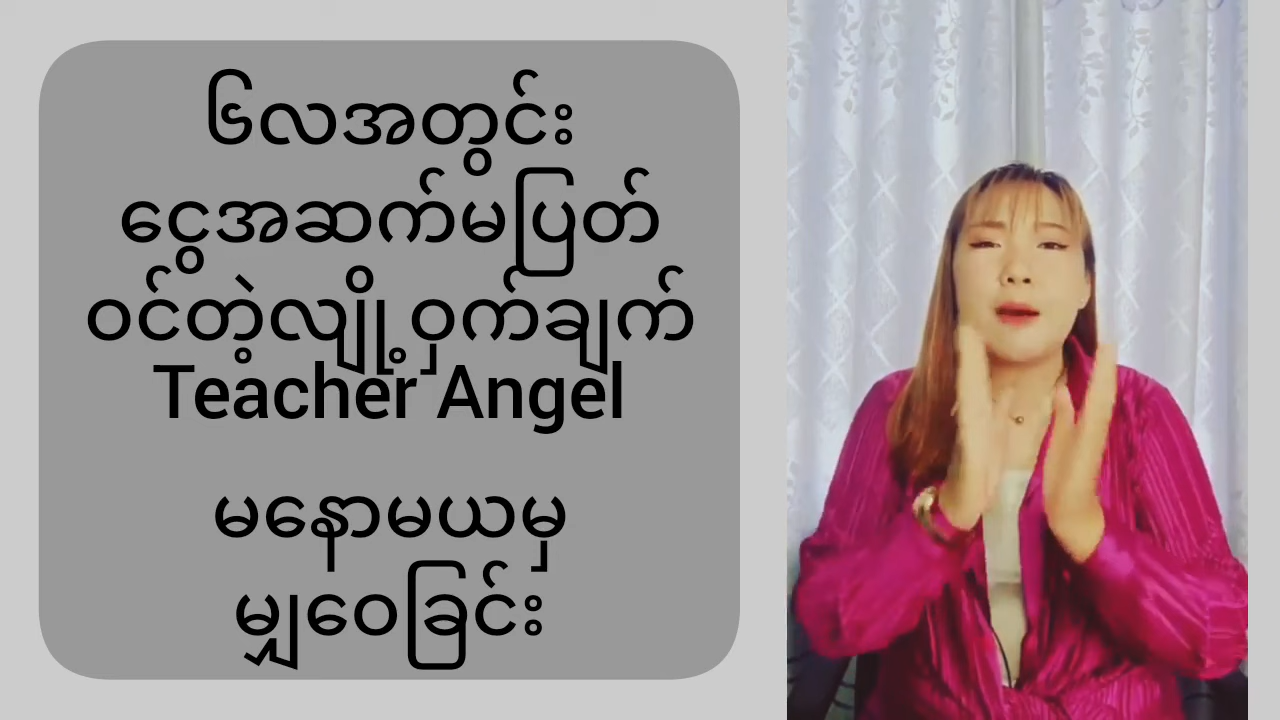 ၆လအတွင်း
ငွေအဆက်မပြတ်
ဝင်တဲ့လျှို့ဝှက်ချက်
Teacher Angel
မနောမယမှ
မျှဝေခြင်း